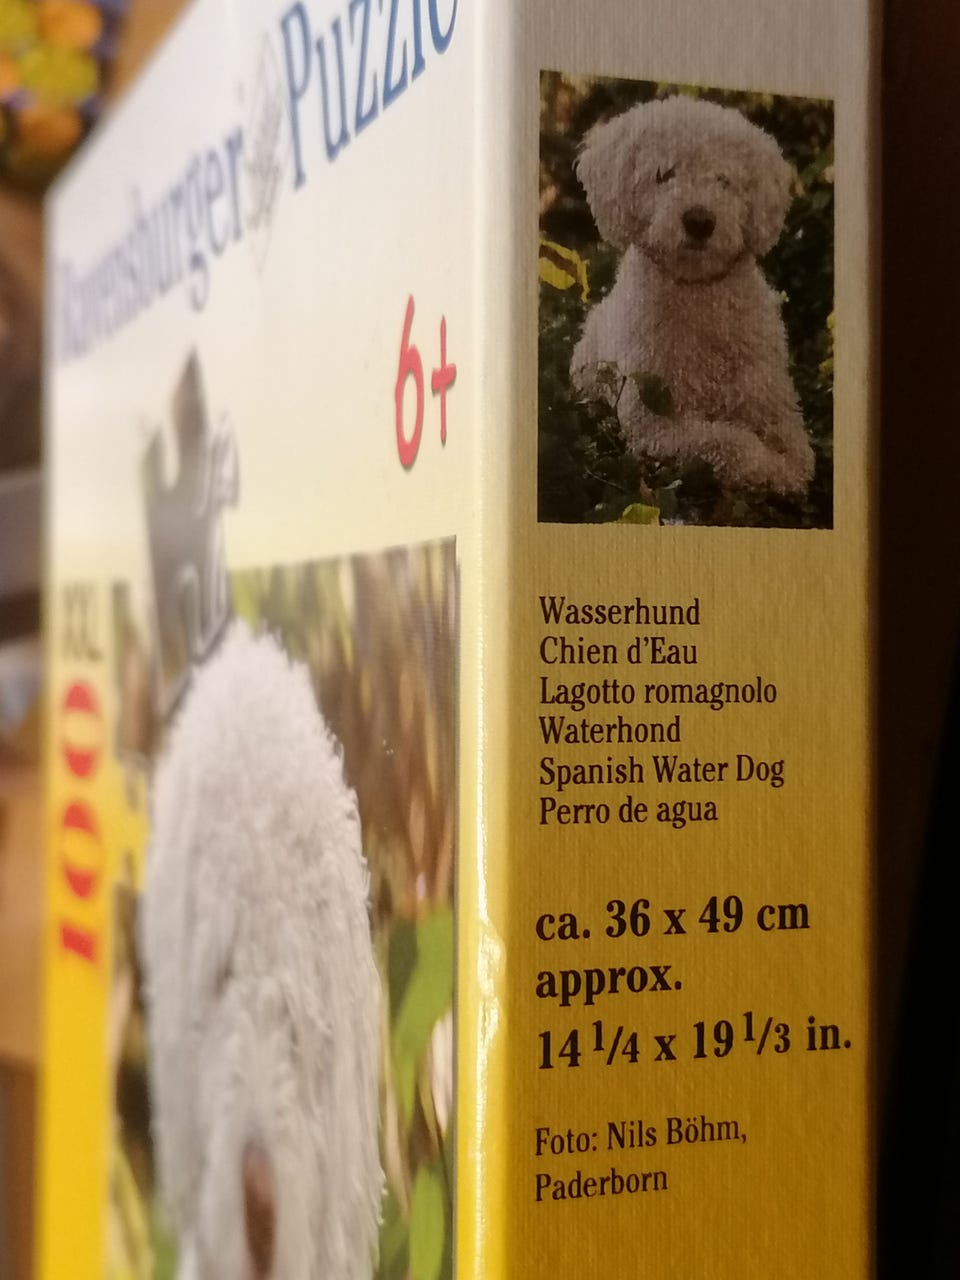 Ravensburger Puzzle
6+
XXL
100
Wasserhund
Chien d'Eau
Lagotto romagnolo
Waterhond
Spanish Water Dog
Perro de agua
ca. 36 x 49 cm
approx.
14 1/4 x 19 1/3 in.
Foto: Nils Böhm,
Paderborn